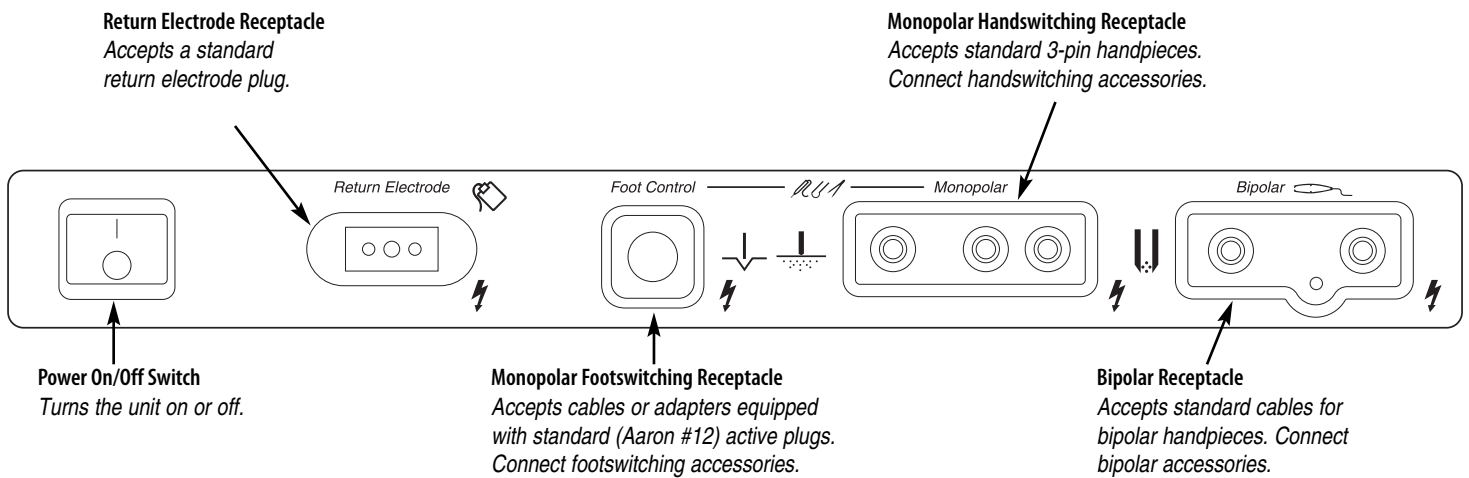 Return Electrode Receptacle
Accepts a standard
return electrode plug.
Monopolar Handswitching Receptacle
Accepts standard 3-pin handpieces.
Connect handswitching accessories.
Return Electrode
Foot Control
Monopolar
Bipolar
Power On/Off Switch
Turns the unit on or off.
Monopolar Footswitching Receptacle
Accepts cables or adapters equipped
with standard (Aaron #12) active plugs.
Connect footswitching accessories.
Bipolar Receptacle
Accepts standard cables for
bipolar handpieces. Connect
bipolar accessories.